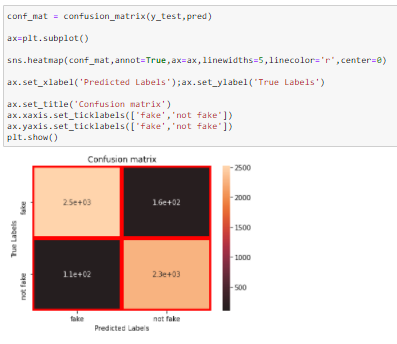 conf_mat = confusion_matrix(y_test,pred)
ax=plt.subplot()
sns.heatmap(conf_mat,annot=True,ax=ax,linewidths=5,linecolor='r',center=0)
ax.set_xlabel('Predicted Labels');ax.set_ylabel('True Labels')
ax.set_title('Confusion matrix')
ax.xaxis.set_ticklabels(['fake','not fake'])
ax.yaxis.set_ticklabels(['fake','not fake'])
plt.show()
Confusion matrix
True Labels
fake
2.5e+03
1.6e+02
not fake
1.1e+02
2.3e+03
fake
not fake
Predicted Labels
2500
2000
1500
1000
500